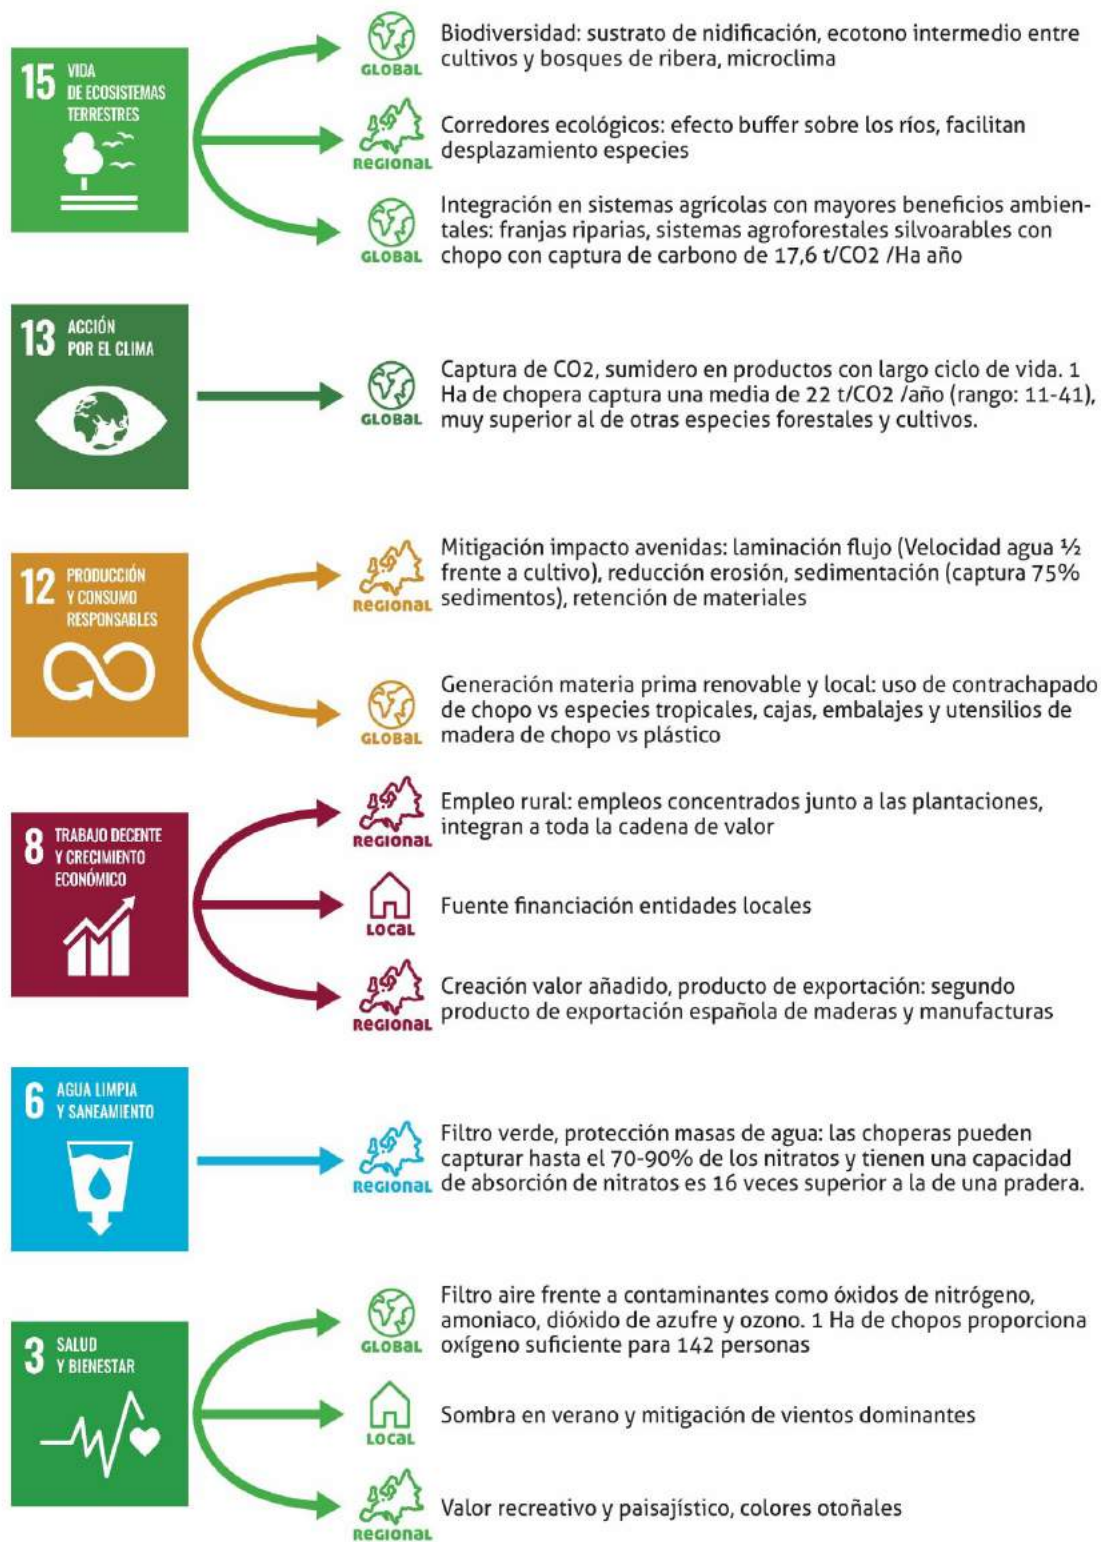 15 VIDA
DE ECOSISTEMAS
TERRESTRES
GLOBAL
Biodiversidad: sustrato de nidificación, ecotono intermedio entre
cultivos y bosques de ribera, microclima
REGIONAL
Corredores ecológicos: efecto buffer sobre los ríos, facilitan
desplazamiento especies
GLOBAL
Integración en sistemas agrícolas con mayores beneficios ambien-
tales: franjas riparias, sistemas agroforestales silvoarables con
chopo con captura de carbono de 17,6 t/CO2 /Ha año
13 ACCIÓN
POR EL CLIMA
GLOBAL
Captura de CO2, sumidero en productos con largo ciclo de vida. 1
Ha de chopera captura una media de 22 t/CO2 /año (rango: 11-41),
muy superior al de otras especies forestales y cultivos.
12 PRODUCCIÓN
Y CONSUMO
RESPONSABLES
REGIONAL
Mitigación impacto avenidas: laminación flujo (Velocidad agua ½
frente a cultivo), reducción erosión, sedimentación (captura 75%
sedimentos), retención de materiales
GLOBAL
Generación materia prima renovable y local: uso de contrachapado
de chopo vs especies tropicales, cajas, embalajes y utensilios de
madera de chopo vs plástico
8 TRABAJO DECENTE
Y CRECIMIENTO
ECONÓMICO
REGIONAL
Empleo rural: empleos concentrados junto a las plantaciones,
integran a toda la cadena de valor
LOCAL
Fuente financiación entidades locales
REGIONAL
Creación valor añadido, producto de exportación: segundo
producto de exportación española de maderas y manufacturas
6 AGUA LIMPIA
Y SANEAMIENTO
REGIONAL
Filtro verde, protección masas de agua: las choperas pueden
capturar hasta el 70-90% de los nitratos y tienen una capacidad
de absorción de nitratos es 16 veces superior a la de una pradera.
3 SALUD
Y BIENESTAR
GLOBAL
Filtro aire frente a contaminantes como óxidos de nitrógeno,
amoniaco, dióxido de azufre y ozono. 1 Ha de chopos proporciona
oxígeno suficiente para 142 personas
LOCAL
Sombra en verano y mitigación de vientos dominantes
REGIONAL
Valor recreativo y paisajístico, colores otoñales